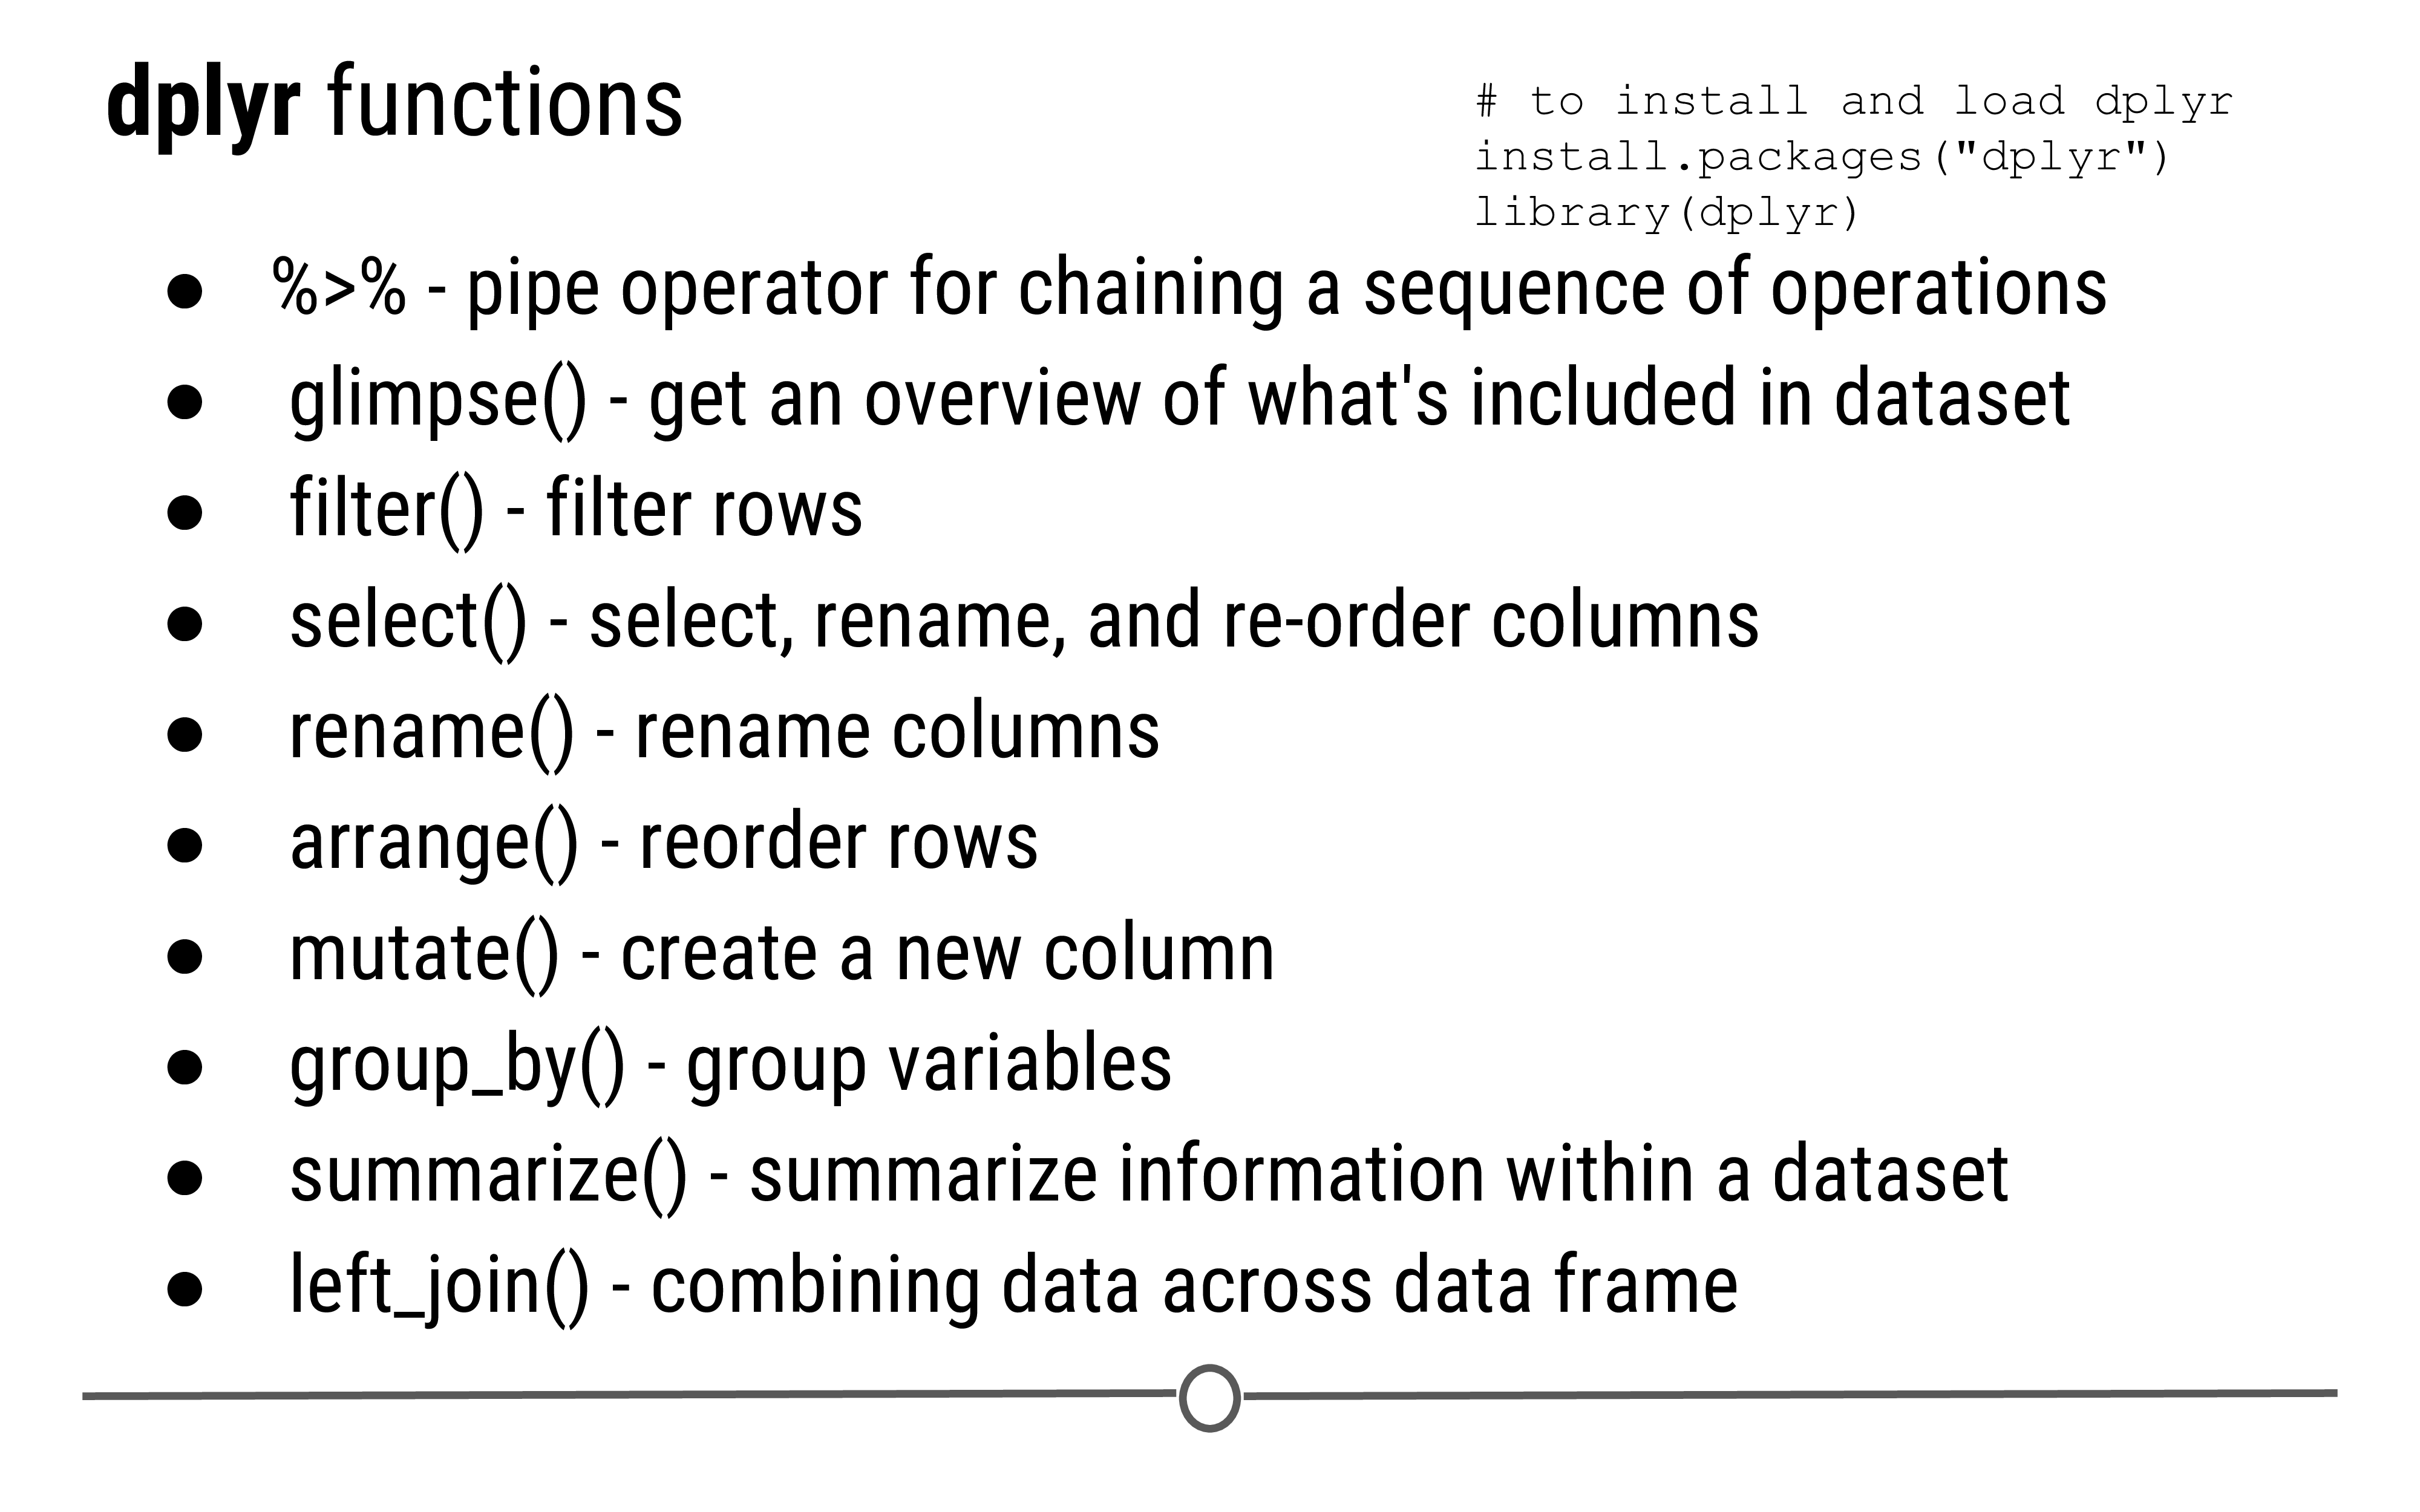 dplyr functions
# to install and load dplyr
install.packages("dplyr")
library(dplyr)
● %>% - pipe operator for chaining a sequence of operations
● glimpse() - get an overview of what's included in dataset
● filter() - filter rows
● select() - select, rename, and re-order columns
● rename() - rename columns
● arrange() - reorder rows
● mutate() - create a new column
● group_by() - group variables
● summarize() - summarize information within a dataset
● left_join() - combining data across data frame